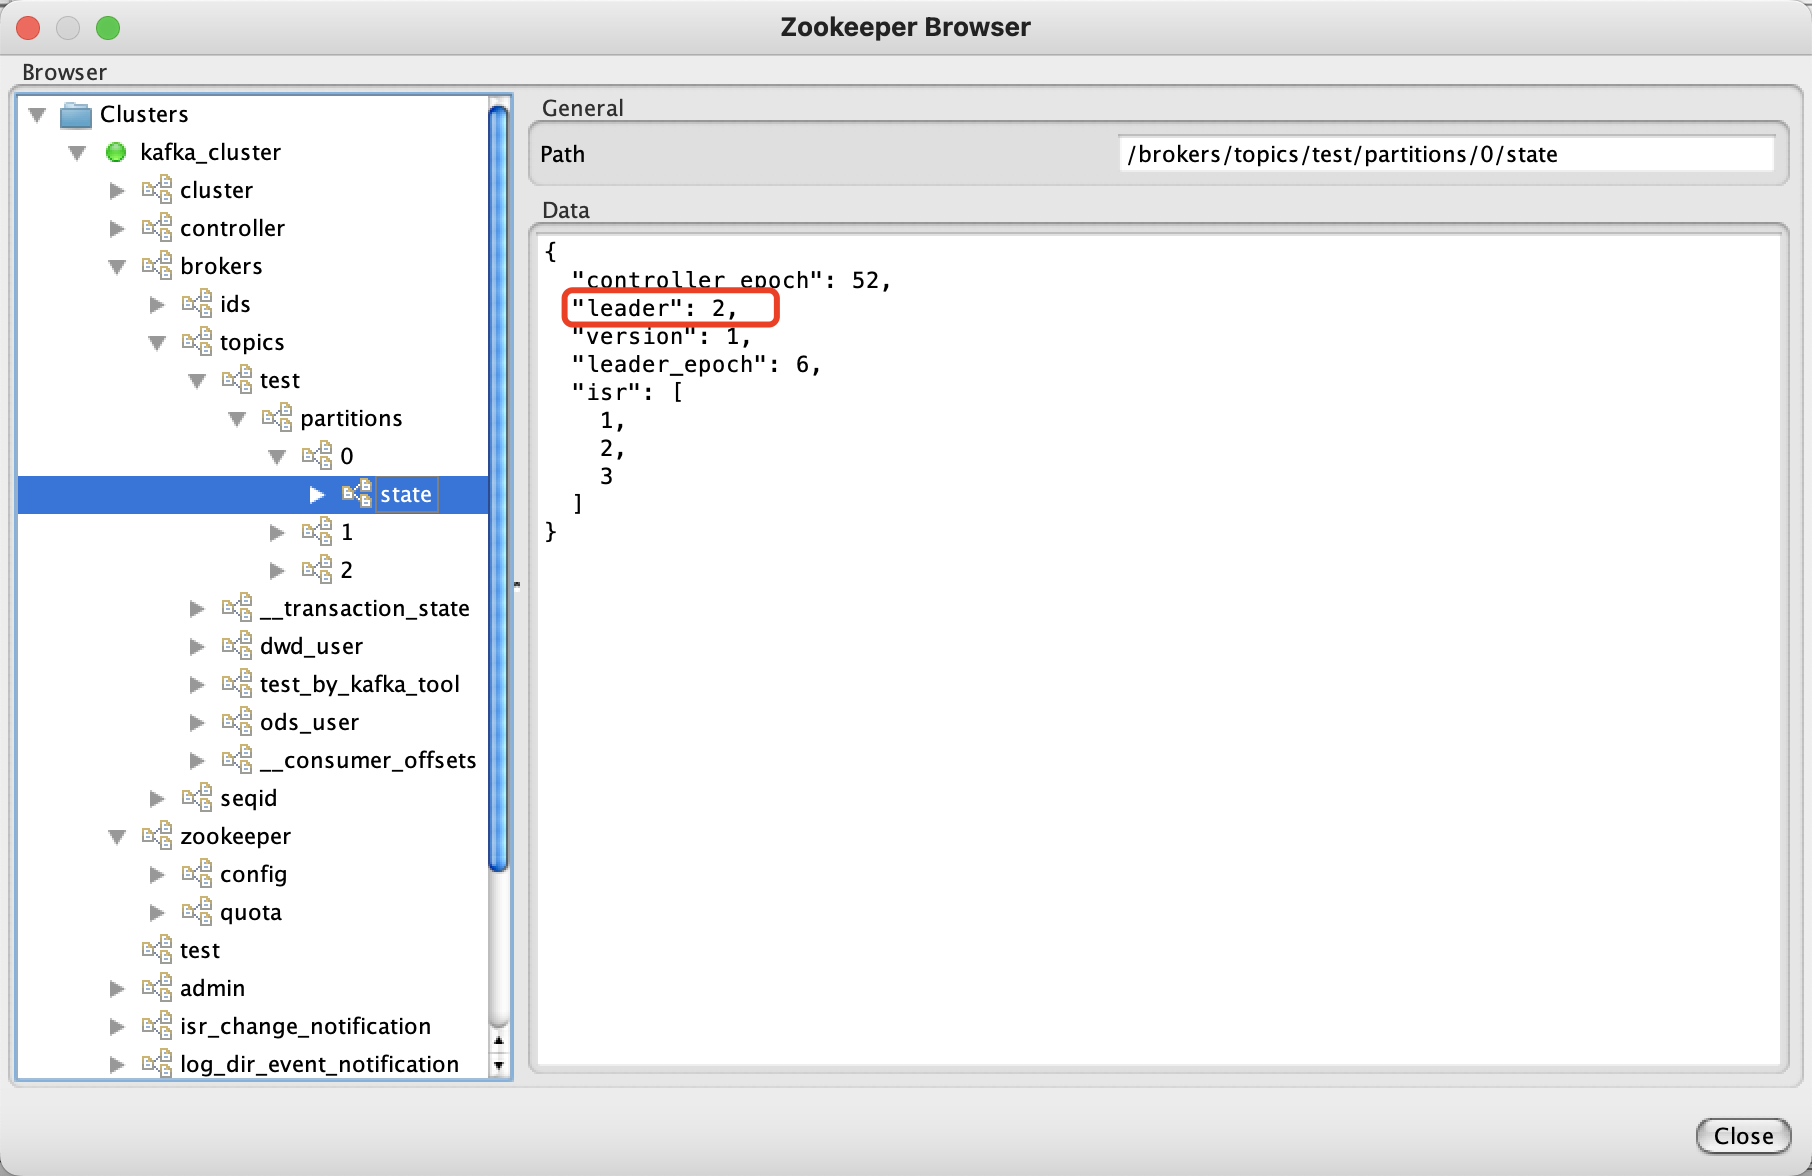 Zookeeper Browser
Browser
Clusters
kafka_cluster
cluster
controller
brokers
ids
topics
test
partitions
0
state
1
2
__transaction_state
dwd_user
test_by_kafka_tool
ods_user
__consumer_offsets
seqid
zookeeper
config
quota
test
admin
isr_change_notification
log_dir_event_notification
General
Path /brokers/topics/test/partitions/0/state
Data
{
"controller_epoch": 52,
"leader": 2,
"version": 1,
"leader_epoch": 6,
"isr": [
1,
2,
3
]
}
Close